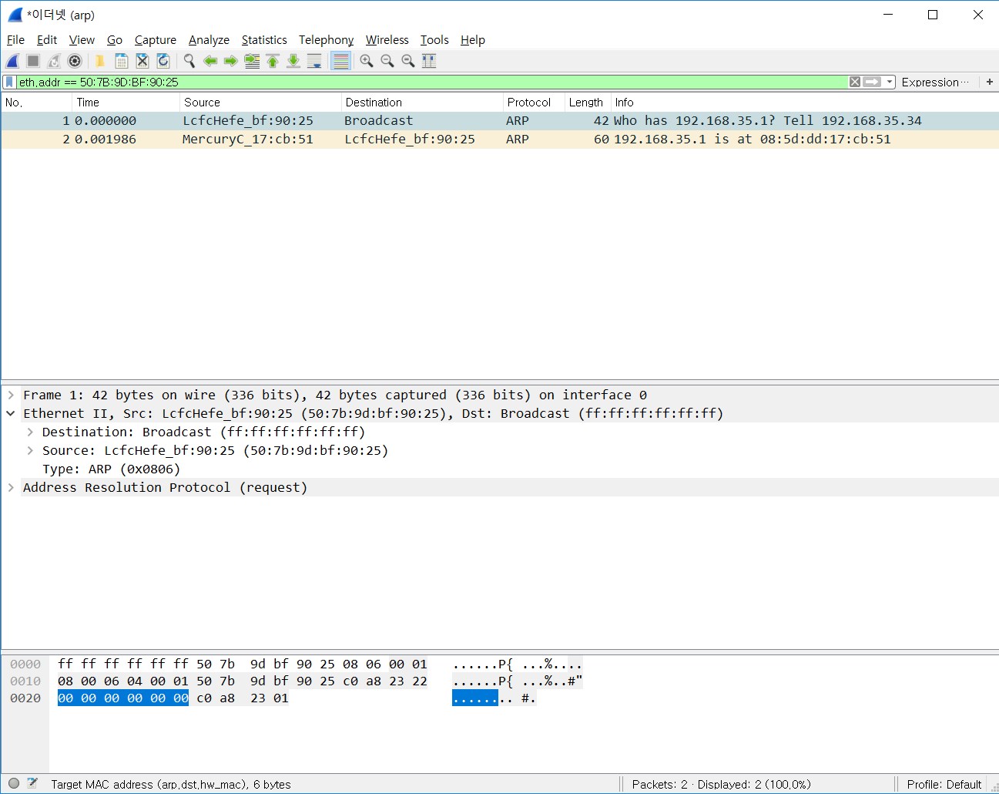 *이더넷 (arp)
File Edit View Go Capture Analyze Statistics Telephony Wireless Tools Help
eth.addr == 50:7B:9D:BF:90:25 Expression… +
No. Time Source Destination Protocol Length Info
1 0.000000 LcfcHefe_bf:90:25 Broadcast ARP 42 Who has 192.168.35.1? Tell 192.168.35.34
2 0.001986 MercuryC_17:cb:51 LcfcHefe_bf:90:25 ARP 60 192.168.35.1 is at 08:5d:dd:17:cb:51
Frame 1: 42 bytes on wire (336 bits), 42 bytes captured (336 bits) on interface 0
Ethernet II, Src: LcfcHefe_bf:90:25 (50:7b:9d:bf:90:25), Dst: Broadcast (ff:ff:ff:ff:ff:ff)
Destination: Broadcast (ff:ff:ff:ff:ff:ff)
Source: LcfcHefe_bf:90:25 (50:7b:9d:bf:90:25)
Type: ARP (0x0806)
Address Resolution Protocol (request)
0000 ff ff ff ff ff ff 50 7b 9d bf 90 25 08 06 00 01 ......P{ ...%....
0010 08 00 06 04 00 01 50 7b 9d bf 90 25 c0 a8 23 22 ......P{ ...%..#"
0020 00 00 00 00 00 00 c0 a8 23 01 ........ #.
Target MAC address (arp.dst.hw_mac), 6 bytes Packets: 2 · Displayed: 2 (100.0%) Profile: Default